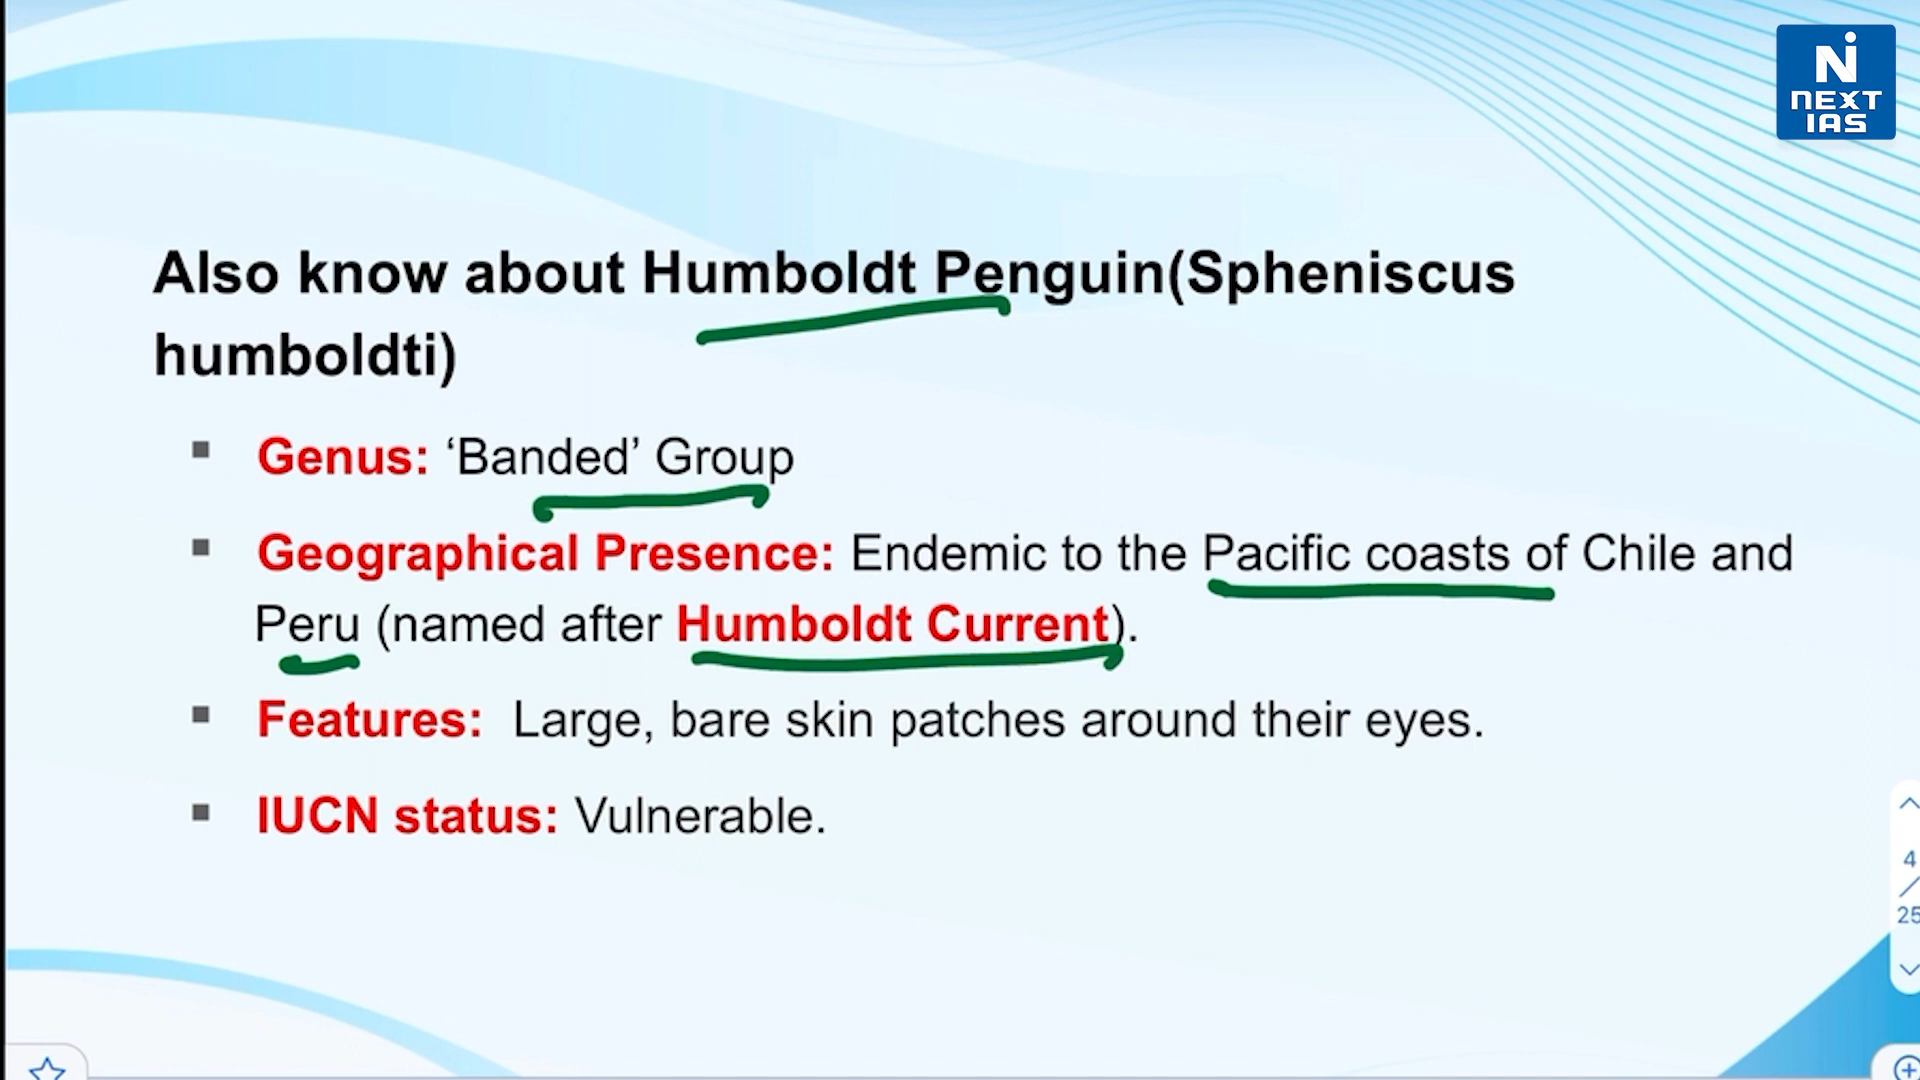 NEXT
IAS
Also know about Humboldt Penguin(Spheniscus
humboldti)
▪ Genus: ‘Banded’ Group
▪ Geographical Presence: Endemic to the Pacific coasts of Chile and
Peru (named after Humboldt Current).
▪ Features: Large, bare skin patches around their eyes.
▪ IUCN status: Vulnerable.
4
/
25